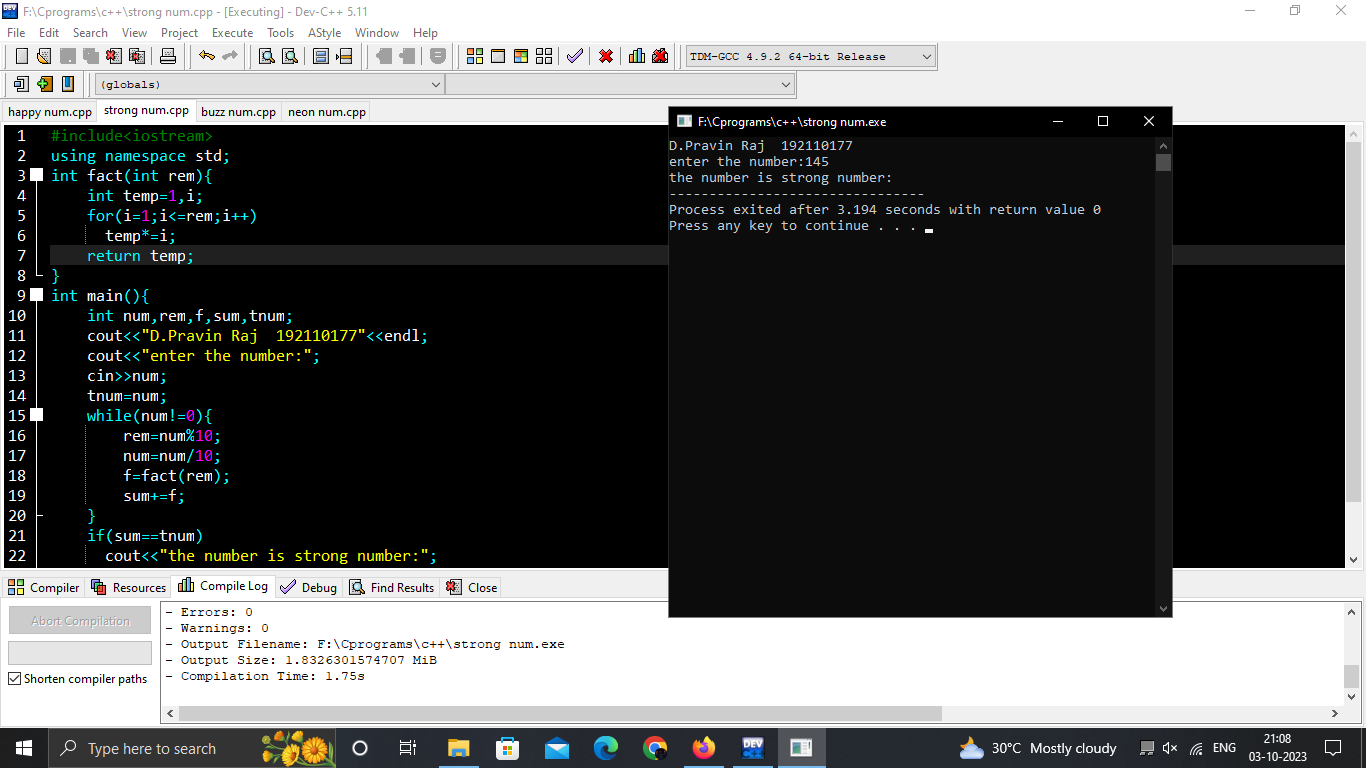 F:\Cprograms\c++\strong num.cpp - [Executing] - Dev-C++ 5.11
File Edit Search View Project Execute Tools AStyle Window Help
TDM-GCC 4.9.2 64-bit Release
(globals)
happy num.cpp strong num.cpp buzz num.cpp neon num.cpp
1 #include<iostream>
2 using namespace std;
3 int fact(int rem){
4 int temp=1,i;
5 for(i=1;i<=rem;i++)
6 temp*=i;
7 return temp;
8 }
9 int main(){
10 int num,rem,f,sum,tnum;
11 cout<<"D.Pravin Raj  192110177"<<endl;
12 cout<<"enter the number:";
13 cin>>num;
14 tnum=num;
15 while(num!=0){
16 rem=num%10;
17 num=num/10;
18 f=fact(rem);
19 sum+=f;
20 }
21 if(sum==tnum)
22 cout<<"the number is strong number:";
F:\Cprograms\c++\strong num.exe
D.Pravin Raj  192110177
enter the number:145
the number is strong number:
--------------------------------
Process exited after 3.194 seconds with return value 0
Press any key to continue . . .
Compiler Resources Compile Log Debug Find Results Close
Abort Compilation
Shorten compiler paths
- Errors: 0
- Warnings: 0
- Output Filename: F:\Cprograms\c++\strong num.exe
- Output Size: 1.8326301574707 MiB
- Compilation Time: 1.75s
Type here to search
DEV
30°C Mostly cloudy
ENG
21:08
03-10-2023